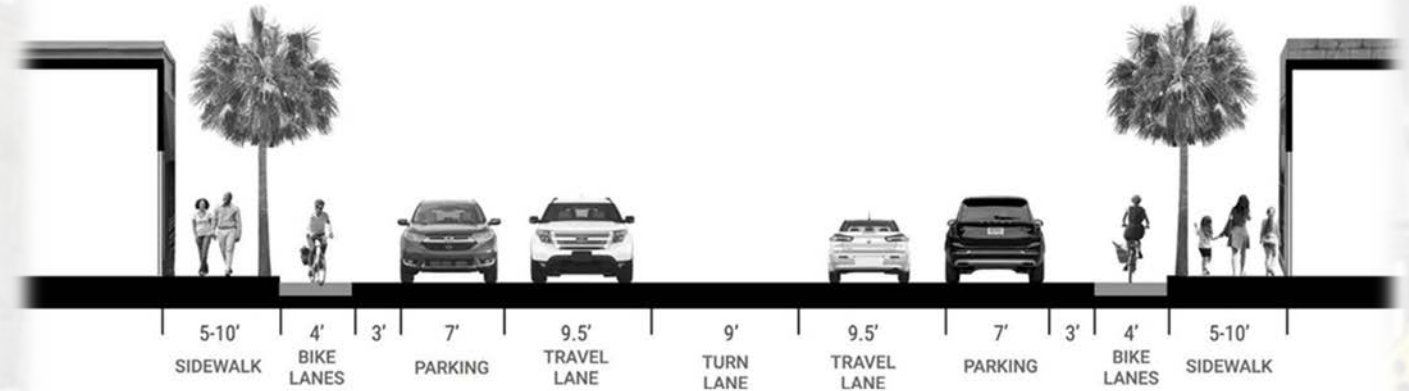 5-10’ 4’ 3’ 7’ 9.5’ 9’ 9.5’ 7’ 3’ 4’ 5-10’
SIDEWALK
BIKE
LANES
PARKING
TRAVEL
LANE
TURN
LANE
TRAVEL
LANE
PARKING
BIKE
LANES
SIDEWALK